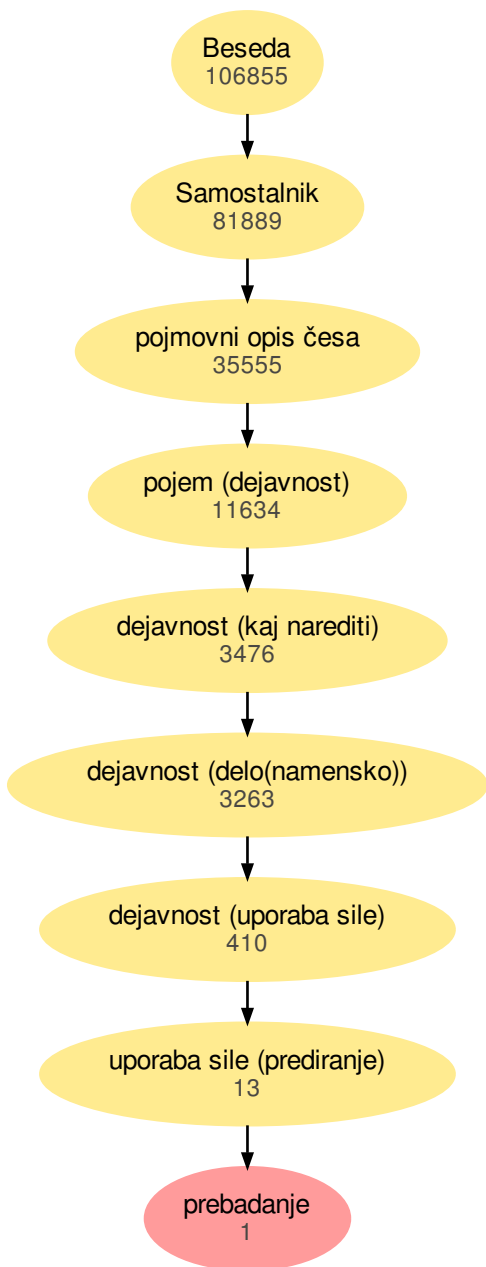 Beseda
106855
Samostalnik
81889
pojmovni opis česa
35555
pojem (dejavnost)
11634
dejavnost (kaj narediti)
3476
dejavnost (delo(namensko))
3263
dejavnost (uporaba sile)
410
uporaba sile (prediranje)
13
prebadanje
1